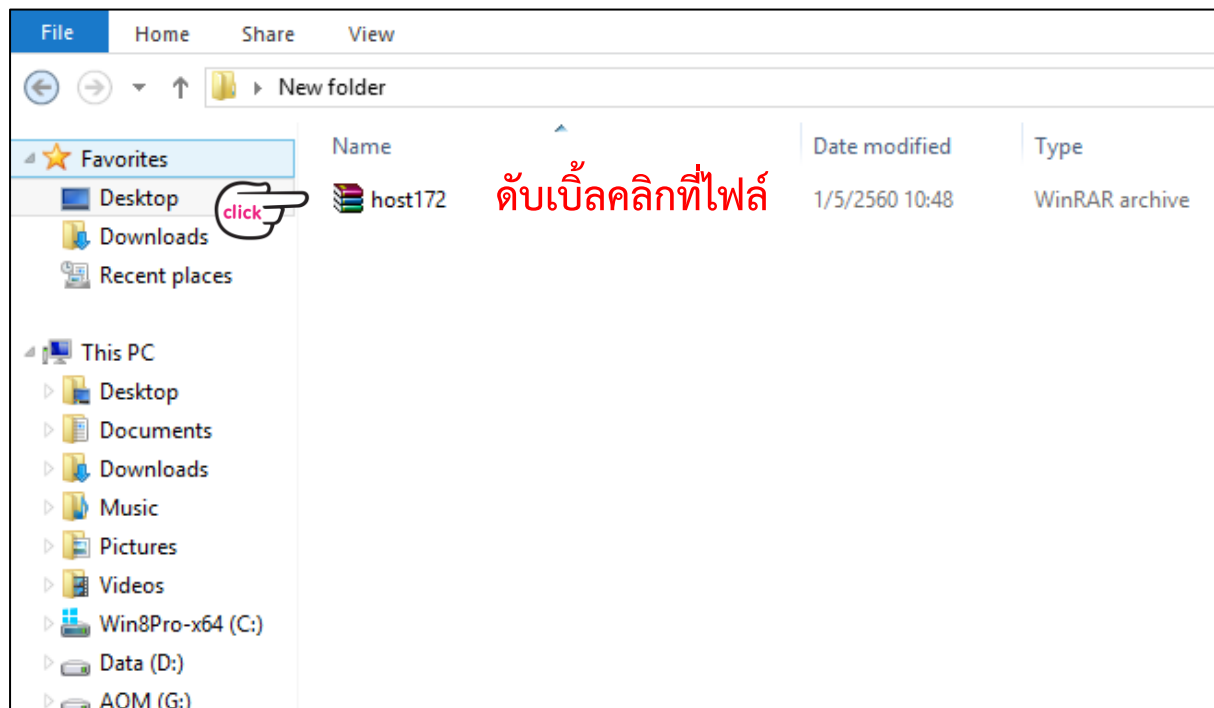 File Home Share View
New folder
Name Date modified Type
Favorites
Desktop
click
host172 ดับเบิ้ลคลิกที่ไฟล์ 1/5/2560 10:48 WinRAR archive
Downloads
Recent places
This PC
Desktop
Documents
Downloads
Music
Pictures
Videos
Win8Pro-x64 (C:)
Data (D:)
AOM (G:)